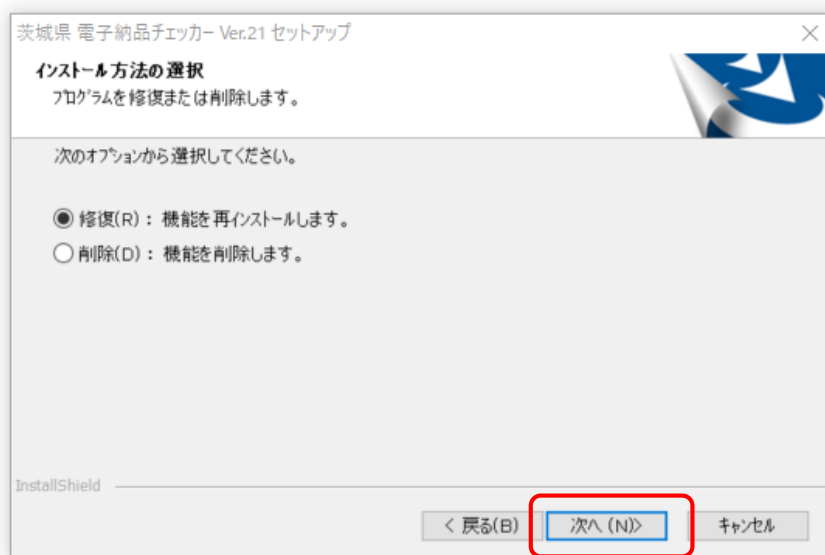 茨城県 電子納品チェッカー Ver.21 セットアップ
インストール方法の選択
プログラムを修復または削除します。
次のオプションから選択してください。
修復(R)： 機能を再インストールします。
削除(D)： 機能を削除します。
InstallShield
< 戻る(B)
次へ (N)>
キャンセル